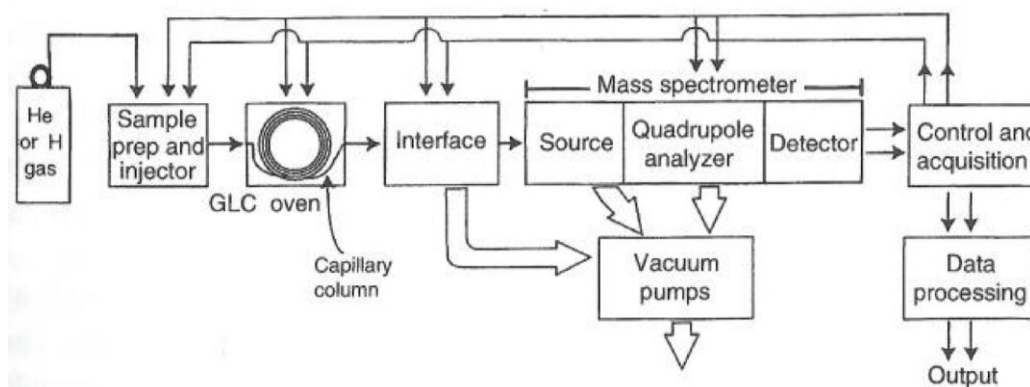 He
or H
gas
Sample
prep and
injector
GLC oven
Capillary
column
Interface
Mass spectrometer
Source
Quadrupole
analyzer
Detector
Control and
acquisition
Vacuum
pumps
Data
processing
Output